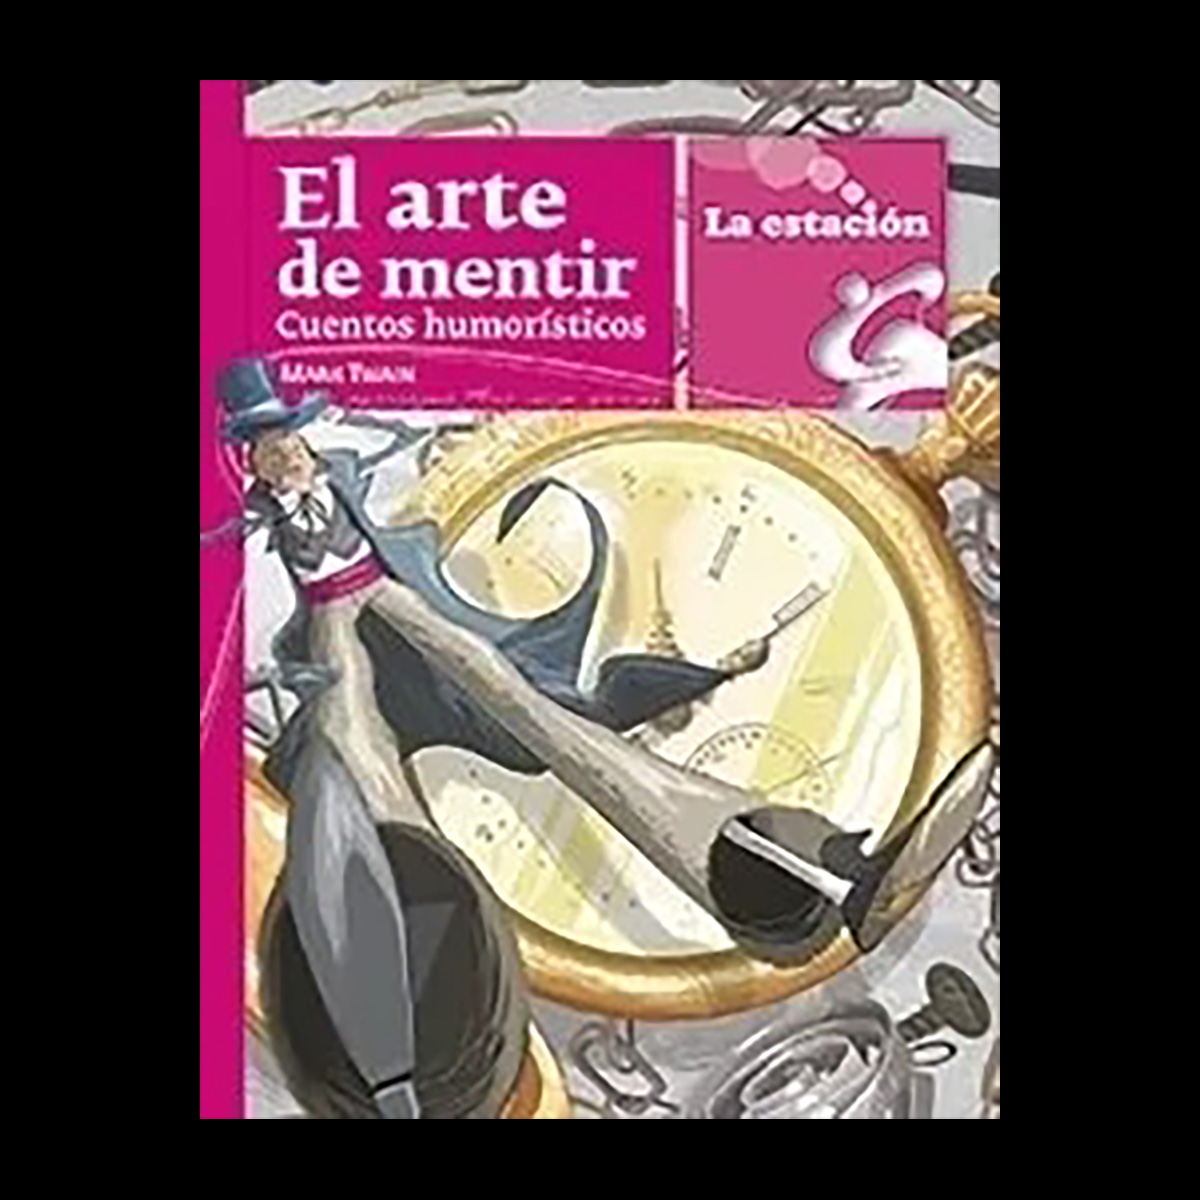 El arte
de mentir
Cuentos humorísticos
Mark Twain
La estación